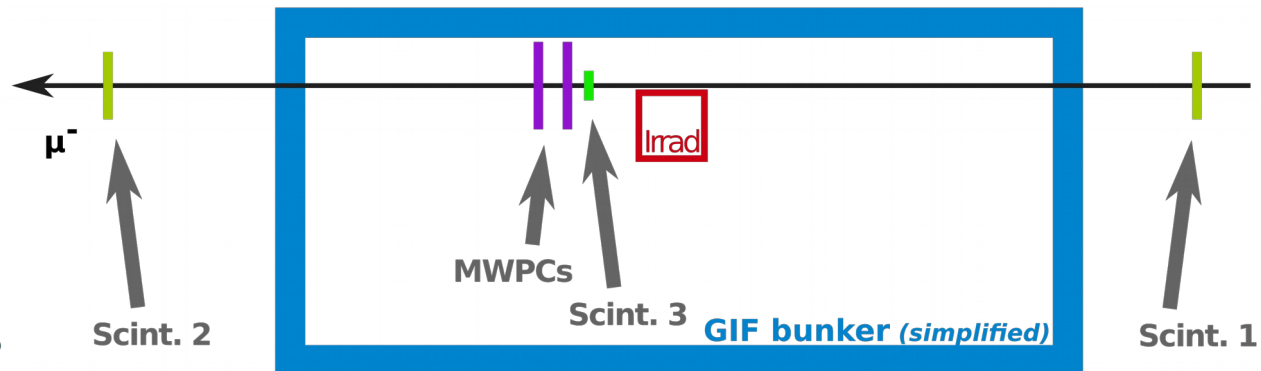 μ-
Irrad
MWPCs
Scint. 3
Scint. 2
GIF bunker (simplified)
Scint. 1